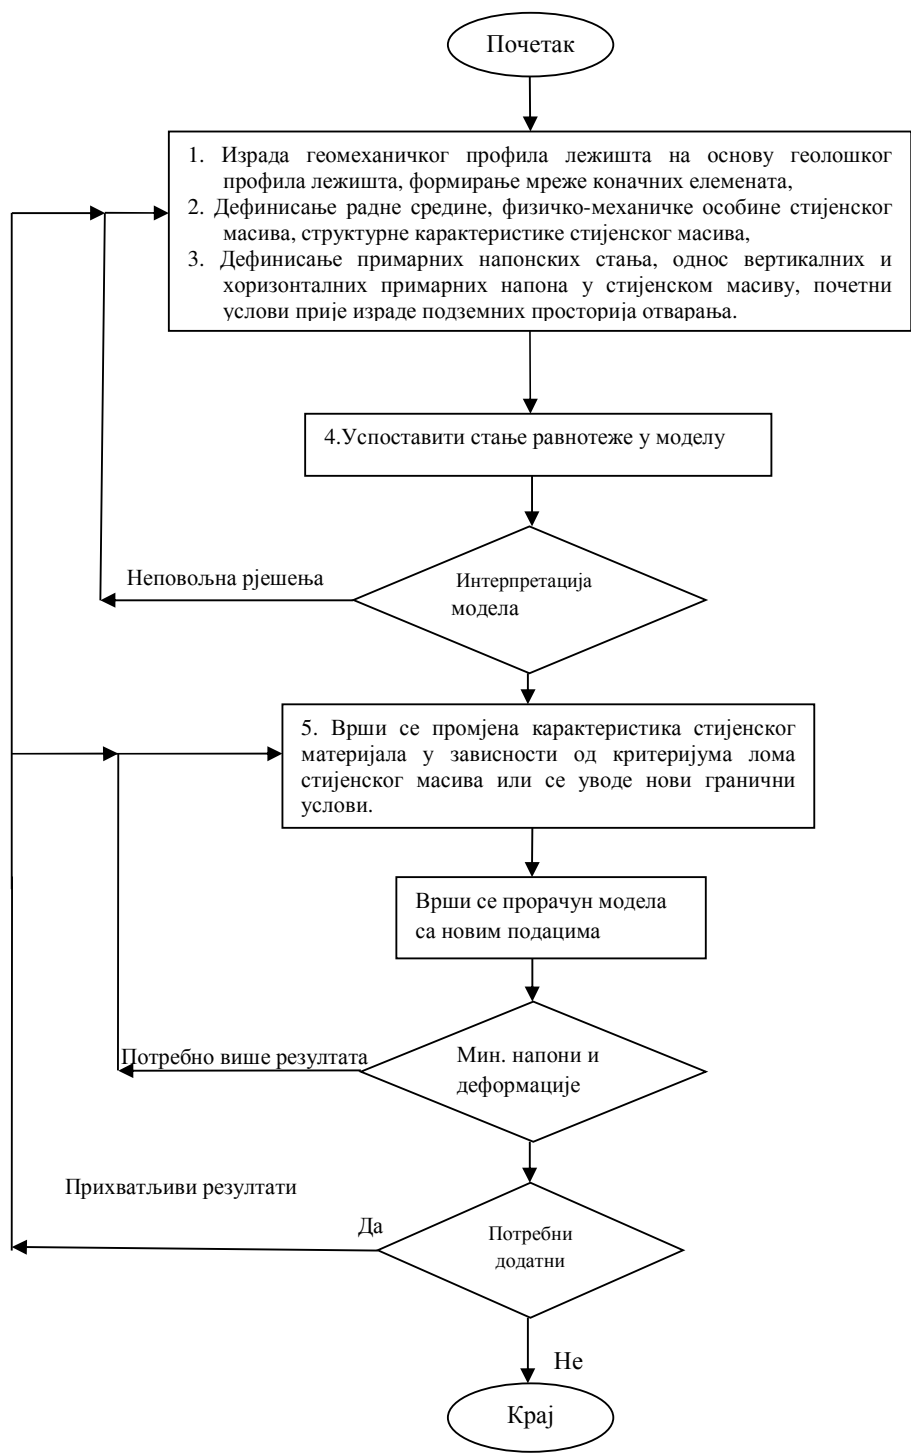 Почетак
1. Израда геомеханичког профила лежишта на основу геолошког
профила лежишта, формирање мреже коначних елемената,
2. Дефинисање радне средине, физичко-механичке особине стијенског
масива, структурне карактеристике стијенског масива,
3. Дефинисање примарних напонских стања, однос вертикалних и
хоризонталних примарних напона у стијенском масиву, почетни
услови прије израде подземних просторија отварања.
4.Успоставити стање равнотеже у моделу
Неповољна рјешења
Интерпретација
модела
5. Врши се промјена карактеристика стијенског
материјала у зависности од критеријума лома
стијенског масива или се уводе нови гранични
услови.
Врши се прорачун модела
са новим подацима
Потребно више резултата
Мин. напони и
деформације
Прихватљиви резултати
Да
Потребни
додатни
Не
Крај